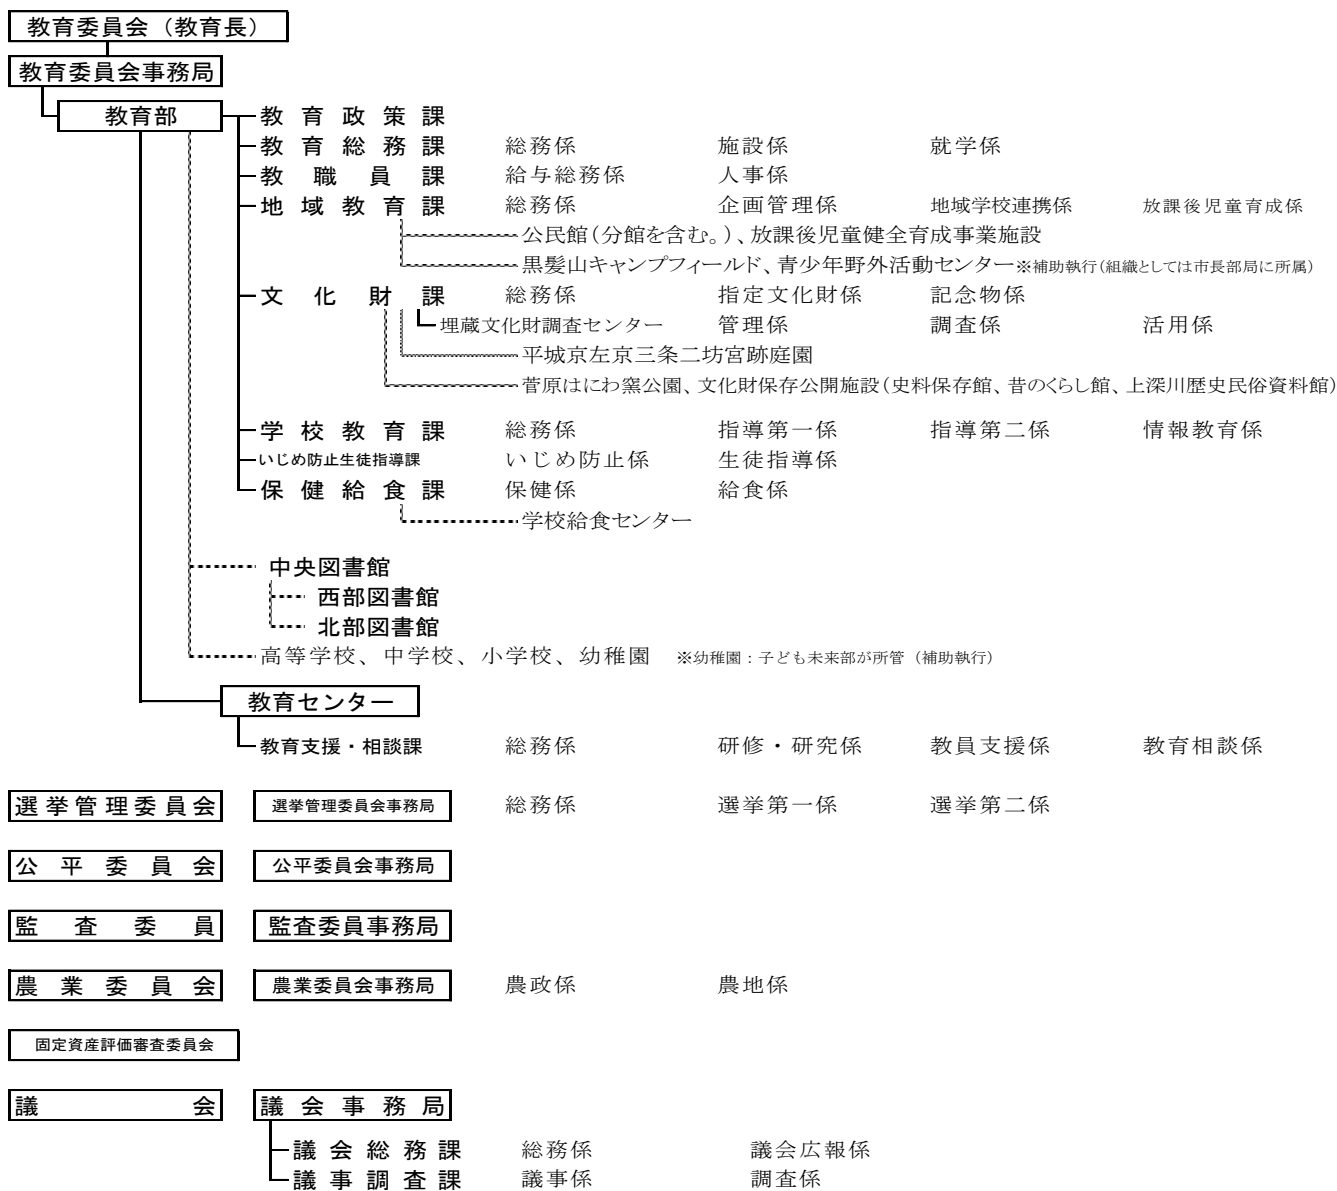 教育委員会（教育長）
教育委員会事務局
教育部 教育政策課
教育総務課 総務係 施設係 就学係
教職員課 給与総務係 人事係
地域教育課 総務係 企画管理係 地域学校連携係 放課後児童育成係
公民館（分館を含む。）、放課後児童健全育成事業施設
黒髪山キャンプフィールド、青少年野外活動センター※補助執行（組織としては市長部局に所属）
文化財課 総務係 指定文化財係 記念物係
埋蔵文化財調査センター 管理係 調査係 活用係
平城京左京三条二坊宮跡庭園
菅原はにわ窯公園、文化財保存公開施設（史料保存館、昔のくらし館、上深川歴史民俗資料館）
学校教育課 総務係 指導第一係 指導第二係 情報教育係
いじめ防止生徒指導課 いじめ防止係 生徒指導係
保健給食課 保健係 給食係
学校給食センター
中央図書館
西部図書館
北部図書館
高等学校、中学校、小学校、幼稚園 ※幼稚園：子ども未来部が所管（補助執行）
教育センター
教育支援・相談課 総務係 研修・研究係 教員支援係 教育相談係
選挙管理委員会 選挙管理委員会事務局 総務係 選挙第一係 選挙第二係
公平委員会 公平委員会事務局
監査委員 監査委員事務局
農業委員会 農業委員会事務局 農政係 農地係
固定資産評価審査委員会
議会 議会事務局
議会総務課 総務係 議会広報係
議事調査課 議事係 調査係